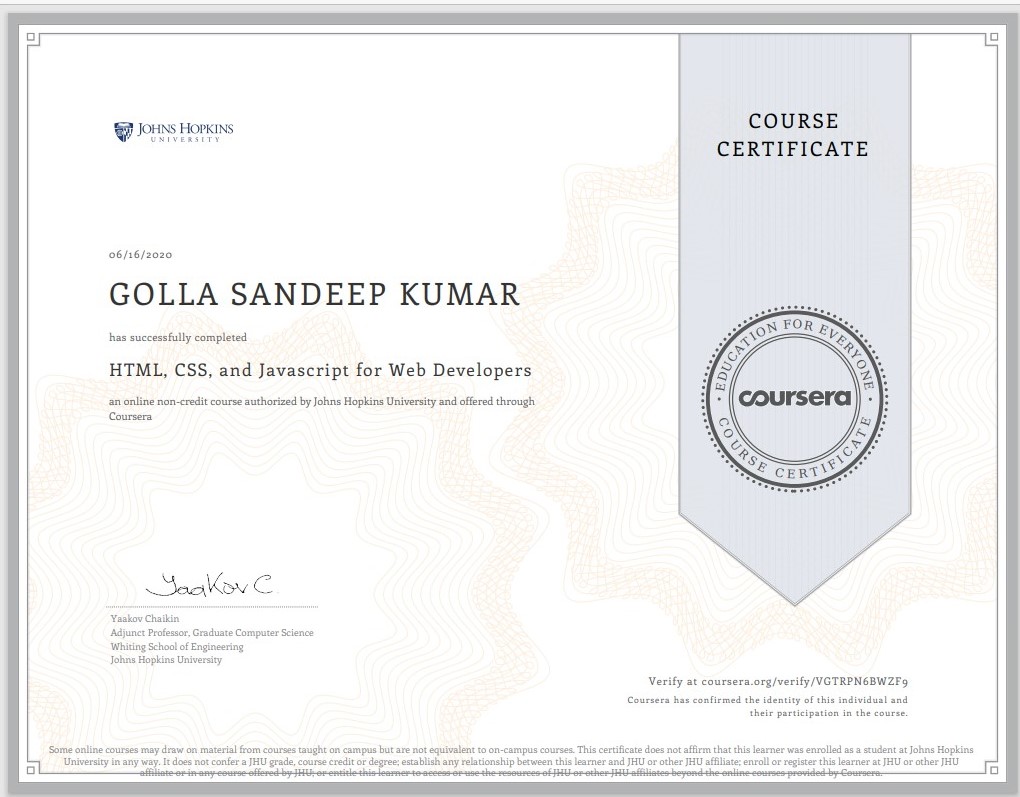 JOHNS HOPKINS
UNIVERSITY
COURSE
CERTIFICATE
06/16/2020
GOLLA SANDEEP KUMAR
has successfully completed
HTML, CSS, and Javascript for Web Developers
an online non-credit course authorized by Johns Hopkins University and offered through
Coursera
EDUCATION FOR EVERYONE
coursera
COURSE CERTIFICATE
Yaakov C.
Yaakov Chaikin
Adjunct Professor, Graduate Computer Science
Whiting School of Engineering
Johns Hopkins University
Verify at coursera.org/verify/VGTRPN6BWZF9
Coursera has confirmed the identity of this individual and
their participation in the course.
Some online courses may draw on material from courses taught on campus but are not equivalent to on-campus courses. This certificate does not affirm that this learner was enrolled as a student at Johns Hopkins
University in any way. It does not confer a JHU grade, course credit or degree; establish any relationship between this learner and JHU or other JHU affiliate; enroll or register this learner at JHU or other JHU
affiliate or in any course offered by JHU; or entitle this learner to access or use the resources of JHU or other JHU affiliates beyond the online courses provided by Coursera.